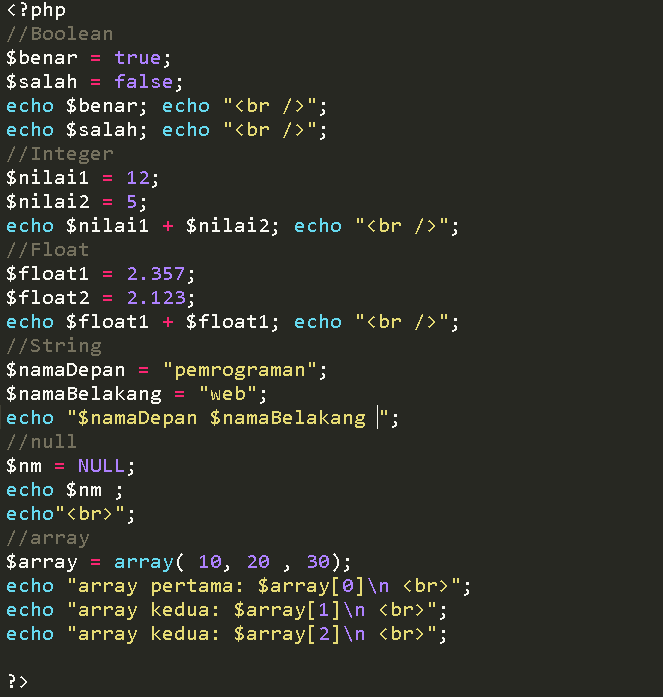 <?php
//Boolean
$benar = true;
$salah = false;
echo $benar; echo "<br />";
echo $salah; echo "<br />";
//Integer
$nilai1 = 12;
$nilai2 = 5;
echo $nilai1 + $nilai2; echo "<br />";
//Float
$float1 = 2.357;
$float2 = 2.123;
echo $float1 + $float1; echo "<br />";
//String
$namaDepan = "pemrograman";
$namaBelakang = "web";
echo "$namaDepan $namaBelakang ";
//null
$nm = NULL;
echo $nm ;
echo"<br>";
//array
$array = array( 10, 20 , 30);
echo "array pertama: $array[0]\n <br>";
echo "array kedua: $array[1]\n <br>";
echo "array kedua: $array[2]\n <br>";
?>